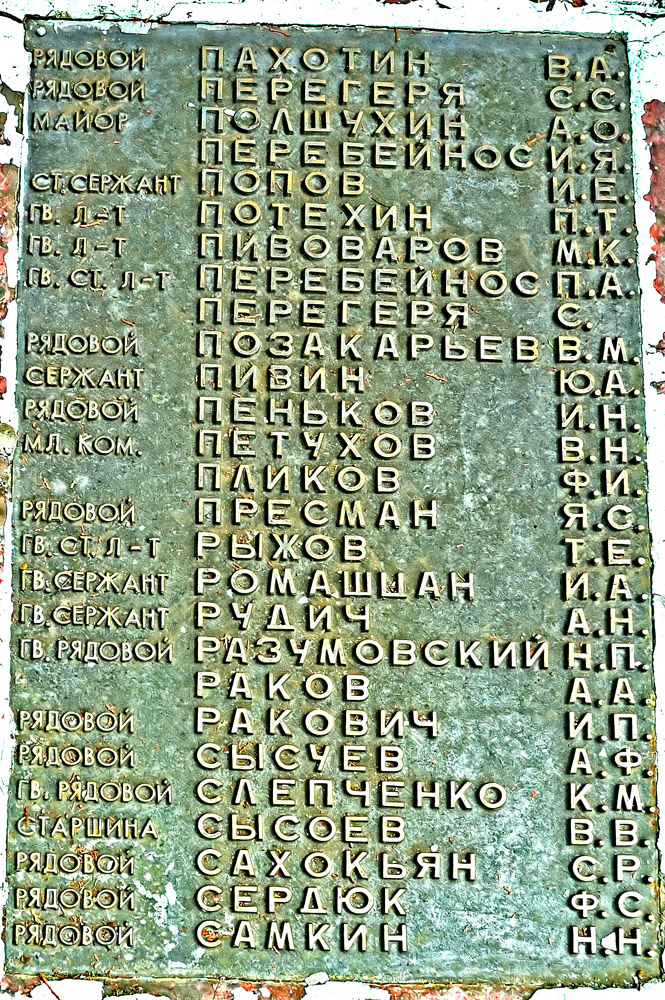 РЯДОВОЙ ПАХОТИН В.А.
РЯДОВОЙ ПЕРЕГЕРЯ С.С.
МАЙОР ПОЛШУХИН А.О.
ПЕРЕБЕЙНОС И.Я.
СТ.СЕРЖАНТ ПОПОВ И.Е.
ГВ. Л-Т ПОТЕХИН П.Т.
ГВ. Л-Т ПИВОВАРОВ М.К.
ГВ. СТ. Л-Т ПЕРЕБЕЙНОС П.А.
ПЕРЕГЕРЯ С.
РЯДОВОЙ ПОЗАКАРЬЕВ В.М.
СЕРЖАНТ ПИВИН Ю.А.
РЯДОВОЙ ПЕНЬКОВ И.Н.
МЛ. КОМ. ПЕТУХОВ В.Н.
ПЛИКОВ Ф.И.
РЯДОВОЙ ПРЕСМАН Я.С.
ГВ. СТ. Л-Т РЫЖОВ Т.Е.
ГВ.СЕРЖАНТ РОМАШЦАН И.А.
ГВ.СЕРЖАНТ РУДИЧ А.Н.
ГВ. РЯДОВОЙ РАЗУМОВСКИЙ Н.П.
РАКОВ А.А.
РЯДОВОЙ РАКОВИЧ И.П.
РЯДОВОЙ СЫСУЕВ А.Ф.
ГВ. РЯДОВОЙ СЛЕПЧЕНКО К.М.
СТАРШИНА СЫСОЕВ В.В.
РЯДОВОЙ САХОКЬЯН С.Р.
РЯДОВОЙ СЕРДЮК Ф.С.
РЯДОВОЙ САМКИН Н.Н.